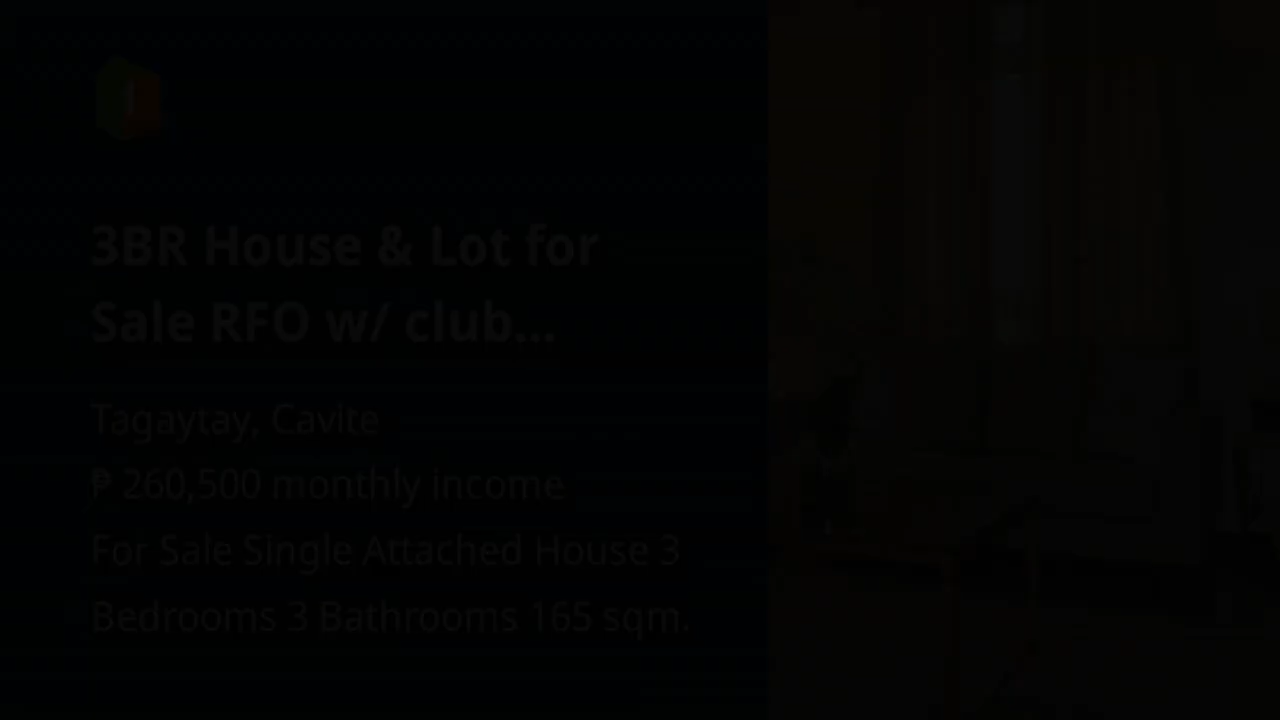 3BR House & Lot for
Sale RFO w/ club...
Tagaytay, Cavite
₱ 260,500 monthly income
For Sale Single Attached House 3
Bedrooms 3 Bathrooms 165 sqm.